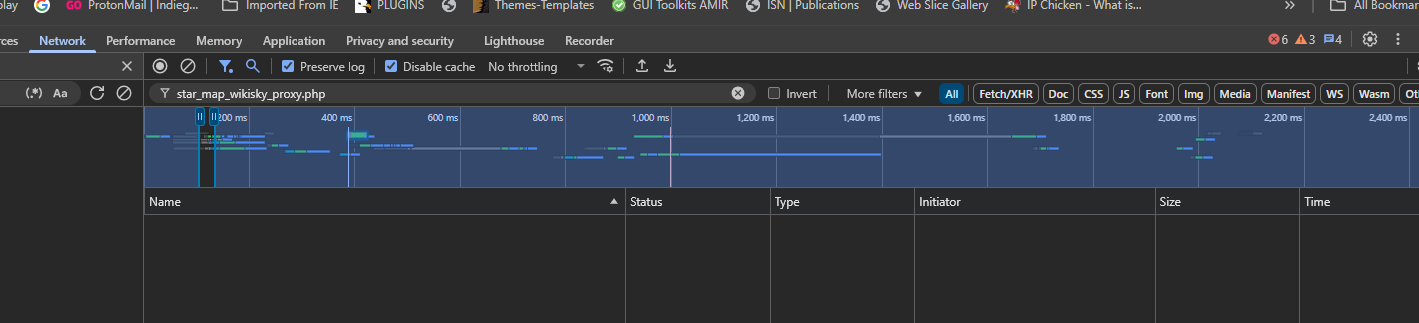 play GO ProtonMail | Indieg... Imported From IE PLUGINS Themes-Templates GUI Toolkits AMIR ISN | Publications Web Slice Gallery IP Chicken - What is... » All Bookmar
rces Network Performance Memory Application Privacy and security Lighthouse Recorder 6 3 4
Preserve log Disable cache No throttling
(.*) Aa star_map_wikisky_proxy.php Invert More filters All Fetch/XHR Doc CSS JS Font Img Media Manifest WS Wasm Ot
200 ms 400 ms 600 ms 800 ms 1,000 ms 1,200 ms 1,400 ms 1,600 ms 1,800 ms 2,000 ms 2,200 ms 2,400 ms
Name Status Type Initiator Size Time